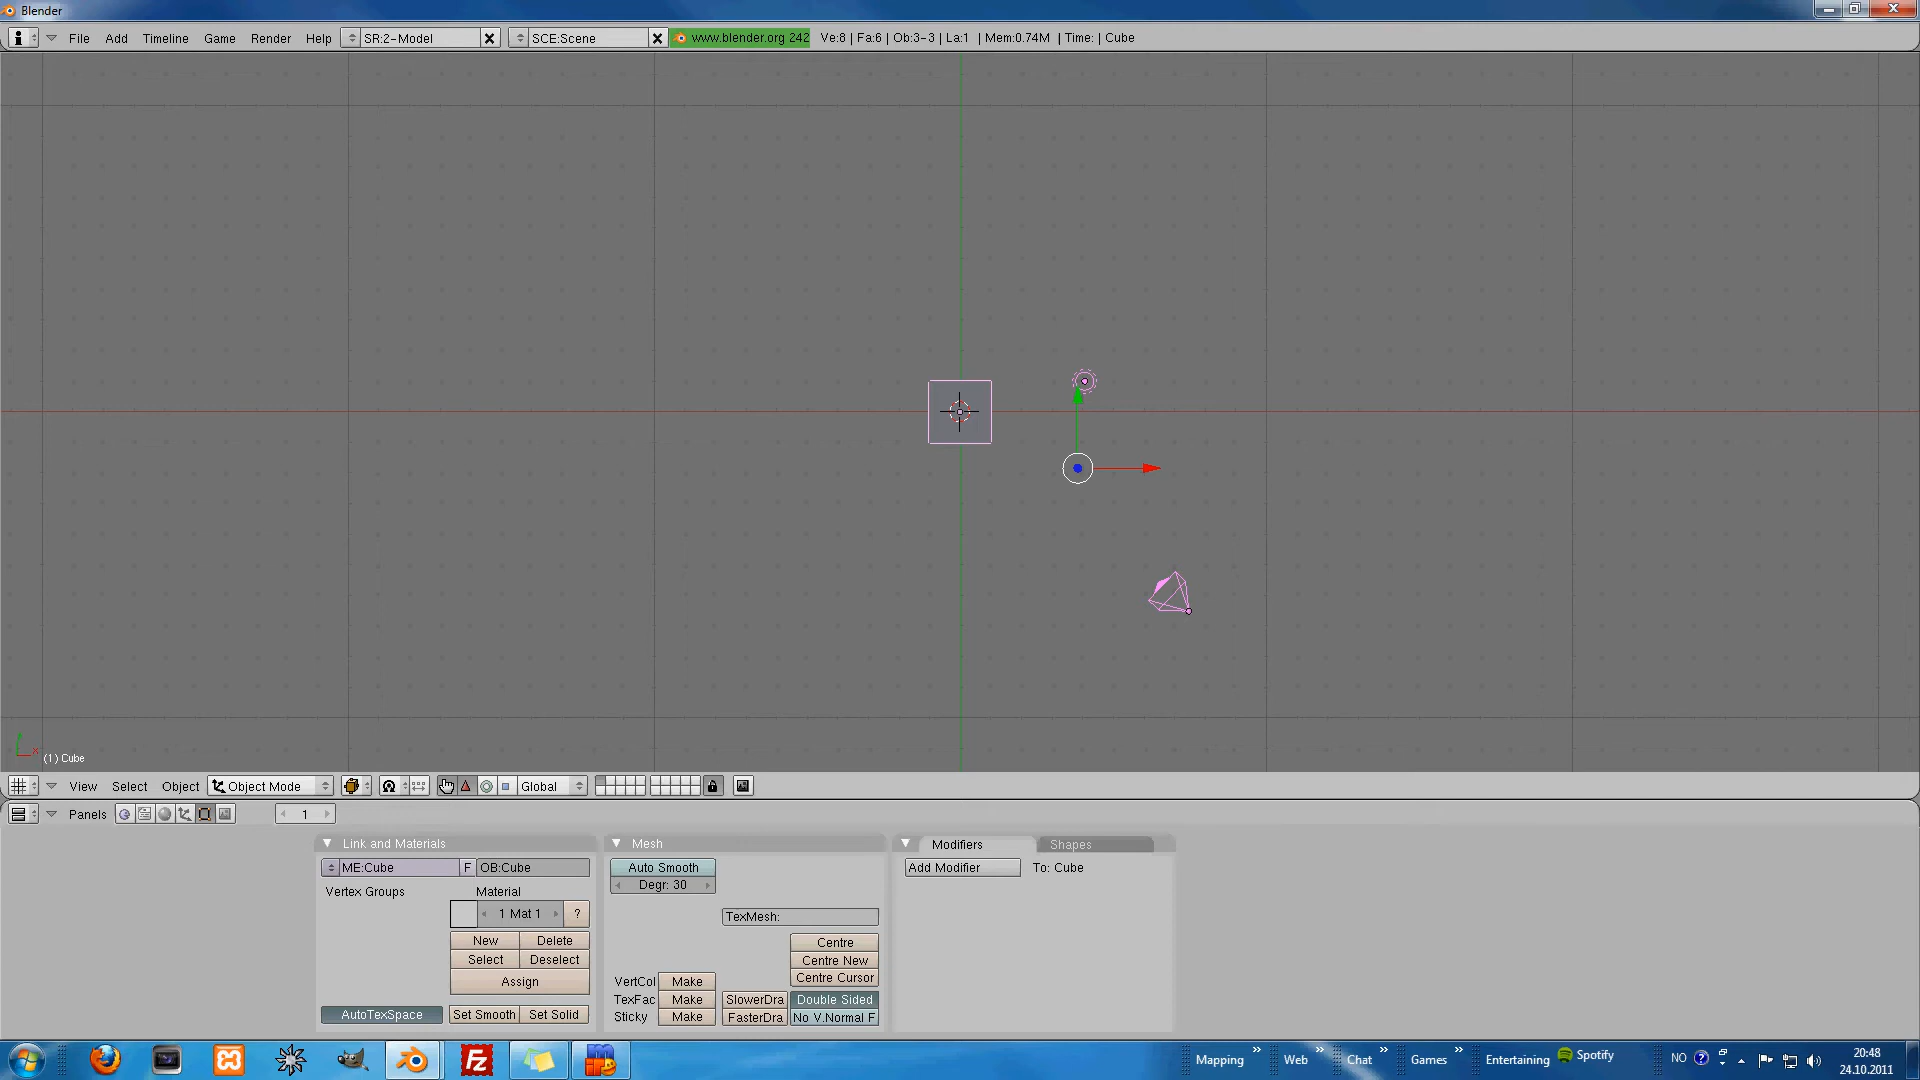 Blender
File Add Timeline Game Render Help SR:2-Model SCE:Scene www.blender.org 242 Ve:8 | Fa:6 | Ob:3-3 | La:1 | Mem:0.74M | Time: | Cube
x
(1) Cube
View Select Object Object Mode Global
Panels 1
Link and Materials Mesh Modifiers Shapes
ME:Cube F OB:Cube Auto Smooth Add Modifier To: Cube
Degr: 30
Vertex Groups Material
1 Mat 1 ? TexMesh:
New Delete Centre
Select Deselect Centre New
Assign Centre Cursor
VertCol Make
TexFac Make SlowerDra Double Sided
AutoTexSpace Set Smooth Set Solid Sticky Make FasterDra No V.Normal F
Fz
Mapping » Web » Chat » Games » Entertaining Spotify NO ? 20:48
24.10.2011